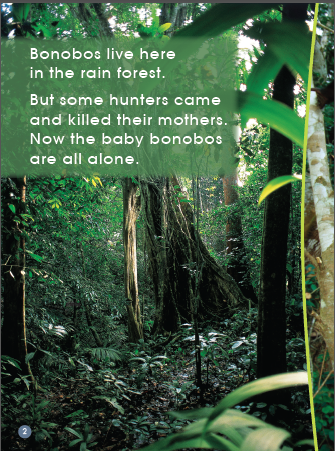 Bonobos live here
in the rain forest.
But some hunters came
and killed their mothers.
Now the baby bonobos
are all alone.
2